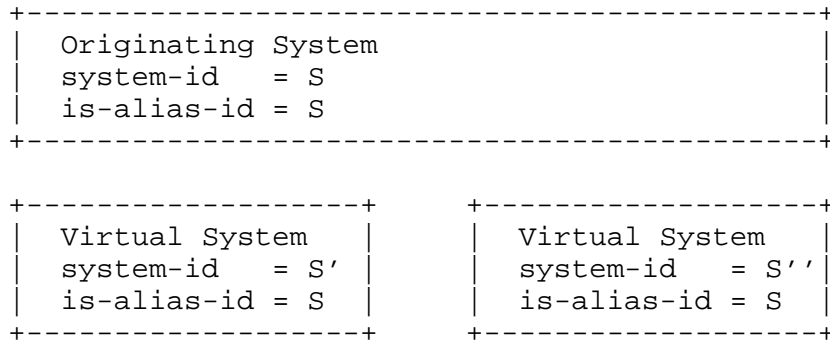 +----------------------------------------------+
|  Originating System                          |
|  system-id   = S                             |
|  is-alias-id = S                             |
+----------------------------------------------+
+-------------------+     +--------------------+
|  Virtual System   |     |  Virtual System    |
|  system-id   = S' |     |  system-id   = S''|
|  is-alias-id = S  |     |  is-alias-id = S   |
+-------------------+     +--------------------+